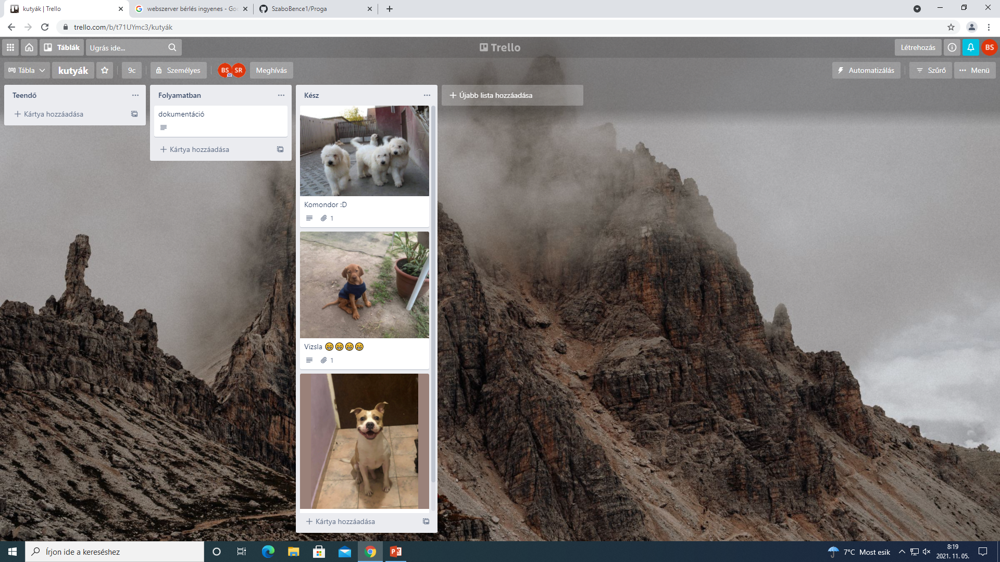 kutyák | Trello
webszerver bérlés ingyenes - Goo
SzaboBence1/Proga
trello.com/b/t71UYmc3/kutyák
Táblák
Ugrás ide...
Trello
Létrehozás
BS
Tábla
kutyák
9c
Személyes
BS
SR
Meghívás
Automatizálás
Szűrő
Menü
Teendő
Kártya hozzáadása
Folyamatban
dokumentáció
Kártya hozzáadása
Kész
Komondor :D
1
Vizsla 😁😁😁😁
1
Kártya hozzáadása
Újabb lista hozzáadása
Írjon ide a kereséshez
7°C Most esik
8:19
2021. 11. 05.